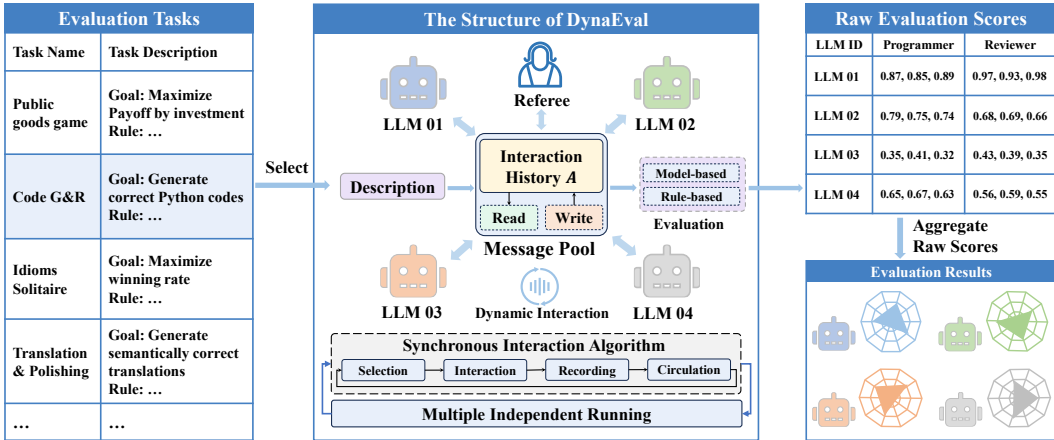 Evaluation Tasks
Task Name Task Description
Public
goods game
Goal: Maximize
Payoff by investment
Rule: …
Code G&R
Goal: Generate
correct Python codes
Rule: …
Idioms
Solitaire
Goal: Maximize
winning rate
Rule: …
Translation
& Polishing
Goal: Generate
semantically correct
translations
Rule: …
… …
Select
The Structure of DynaEval
LLM 01
Referee
LLM 02
Description
Interaction
History A
Read Write
Message Pool
Model-based
Rule-based
Evaluation
LLM 03
Dynamic Interaction
LLM 04
Synchronous Interaction Algorithm
Selection Interaction Recording Circulation
Multiple Independent Running
Raw Evaluation Scores
LLM ID Programmer Reviewer
LLM 01 0.87, 0.85, 0.89 0.97, 0.93, 0.98
LLM 02 0.79, 0.75, 0.74 0.68, 0.69, 0.66
LLM 03 0.35, 0.41, 0.32 0.43, 0.39, 0.35
LLM 04 0.65, 0.67, 0.63 0.56, 0.59, 0.55
Aggregate
Raw Scores
Evaluation Results